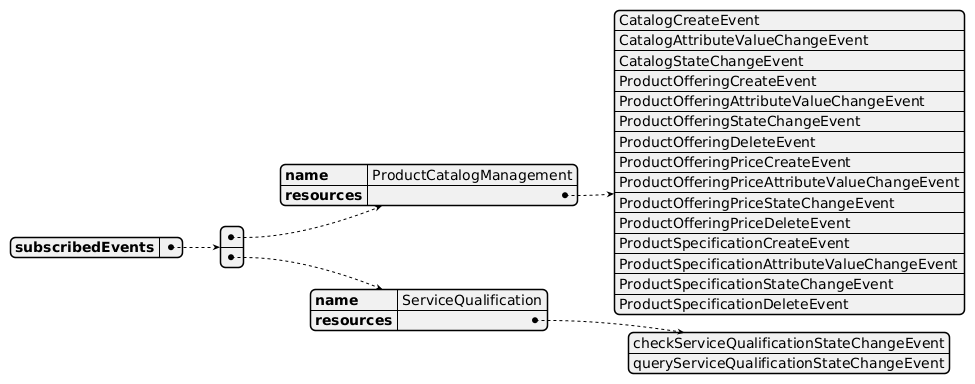 subscribedEvents
name ProductCatalogManagement
resources
CatalogCreateEvent
CatalogAttributeValueChangeEvent
CatalogStateChangeEvent
ProductOfferingCreateEvent
ProductOfferingAttributeValueChangeEvent
ProductOfferingStateChangeEvent
ProductOfferingDeleteEvent
ProductOfferingPriceCreateEvent
ProductOfferingPriceAttributeValueChangeEvent
ProductOfferingPriceStateChangeEvent
ProductOfferingPriceDeleteEvent
ProductSpecificationCreateEvent
ProductSpecificationAttributeValueChangeEvent
ProductSpecificationStateChangeEvent
ProductSpecificationDeleteEvent
name ServiceQualification
resources
checkServiceQualificationStateChangeEvent
queryServiceQualificationStateChangeEvent